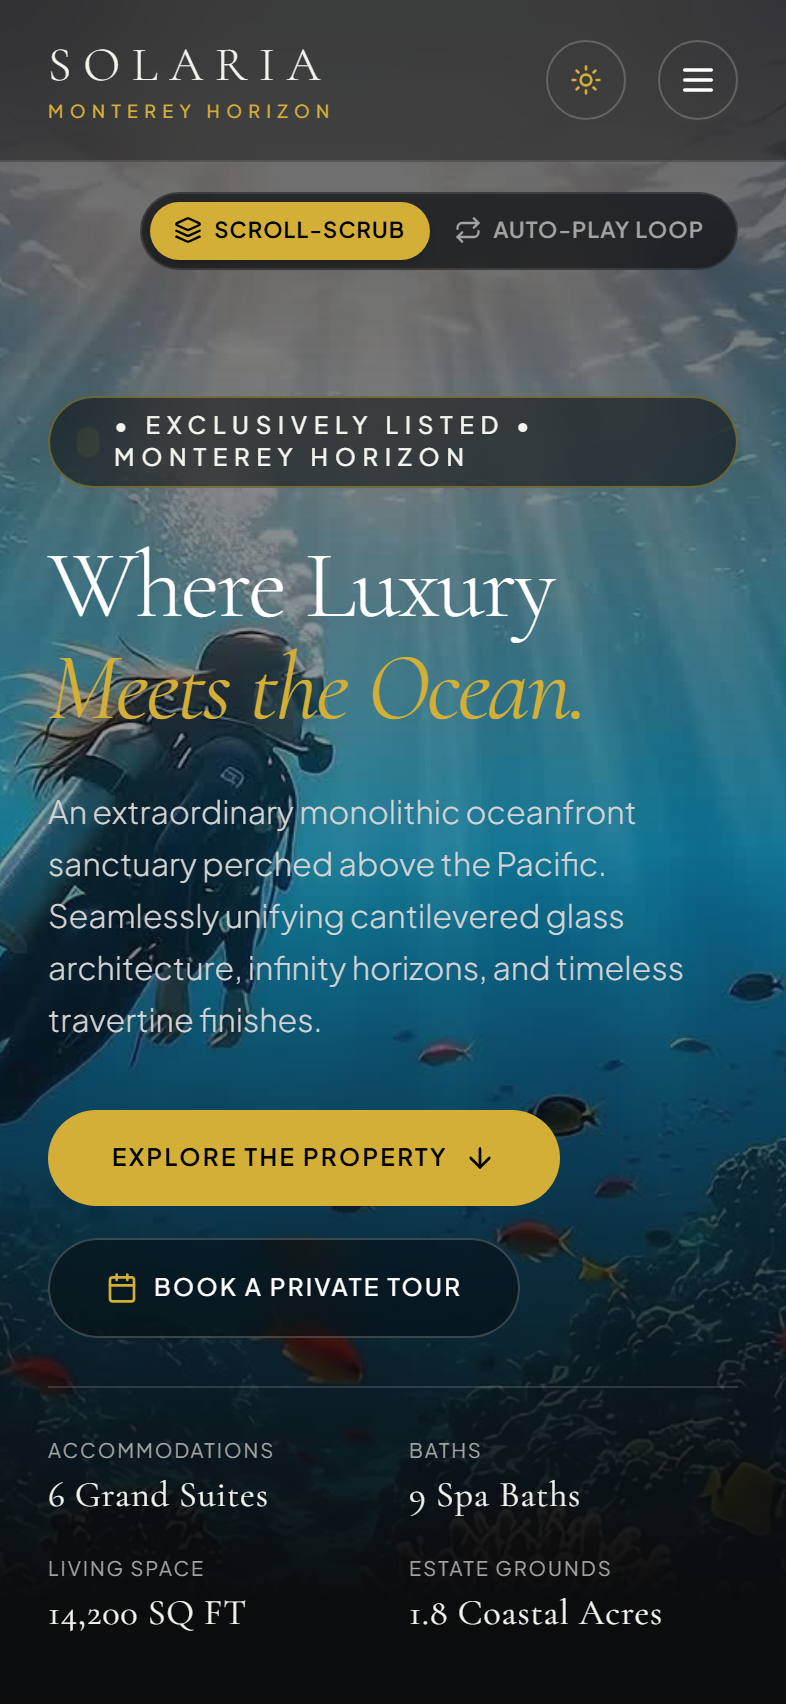 SOLARIA
MONTEREY HORIZON
SCROLL-SCRUB
AUTO-PLAY LOOP
• EXCLUSIVELY LISTED •
MONTEREY HORIZON
Where Luxury
Meets the Ocean.
An extraordinary monolithic oceanfront
sanctuary perched above the Pacific.
Seamlessly unifying cantilevered glass
architecture, infinity horizons, and timeless
travertine finishes.
EXPLORE THE PROPERTY
BOOK A PRIVATE TOUR
ACCOMMODATIONS
6 Grand Suites
BATHS
9 Spa Baths
LIVING SPACE
14,200 SQ FT
ESTATE GROUNDS
1.8 Coastal Acres